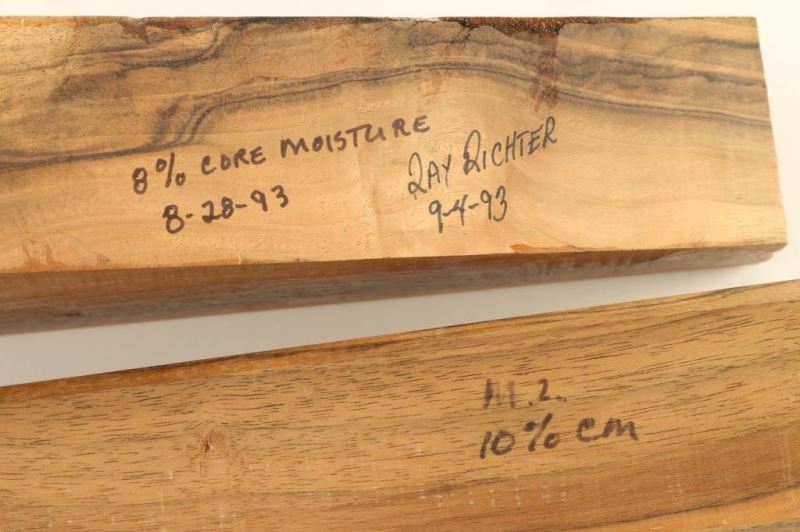 8% CORE MOISTURE
8-28-93
RAY RICHTER
9-4-93
M.2.
10% CM